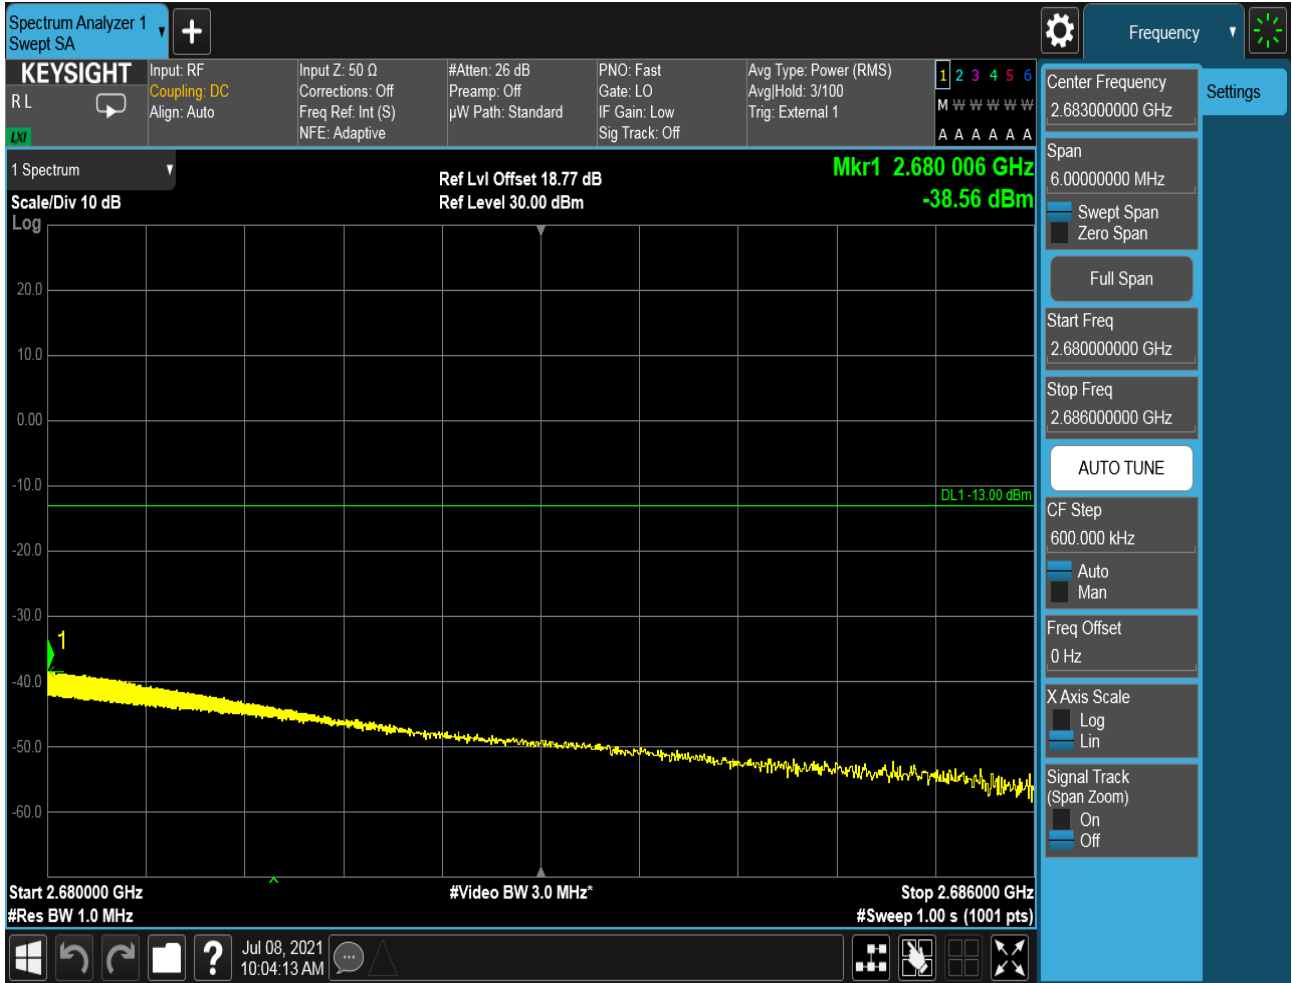 Spectrum Analyzer 1
Swept SA
Frequency
KEYSIGHT
R L
LXI
Input: RF
Coupling: DC
Align: Auto
Input Z: 50 Ω
Corrections: Off
Freq Ref: Int (S)
NFE: Adaptive
#Atten: 26 dB
Preamp: Off
µW Path: Standard
PNO: Fast
Gate: LO
IF Gain: Low
Sig Track: Off
Avg Type: Power (RMS)
Avg|Hold: 3/100
Trig: External 1
1 2 3 4 5 6
M W W W W W
A A A A A A
1 Spectrum
Scale/Div 10 dB
Log
Ref Lvl Offset 18.77 dB
Ref Level 30.00 dBm
Mkr1 2.680 006 GHz
-38.56 dBm
20.0
10.0
0.00
-10.0
DL1 -13.00 dBm
-20.0
-30.0
1
-40.0
-50.0
-60.0
Start 2.680000 GHz
#Res BW 1.0 MHz
#Video BW 3.0 MHz*
Stop 2.686000 GHz
#Sweep 1.00 s (1001 pts)
Center Frequency
2.683000000 GHz
Settings
Span
6.00000000 MHz
Swept Span
Zero Span
Full Span
Start Freq
2.680000000 GHz
Stop Freq
2.686000000 GHz
AUTO TUNE
CF Step
600.000 kHz
Auto
Man
Freq Offset
0 Hz
X Axis Scale
Log
Lin
Signal Track
(Span Zoom)
On
Off
?
Jul 08, 2021
10:04:13 AM